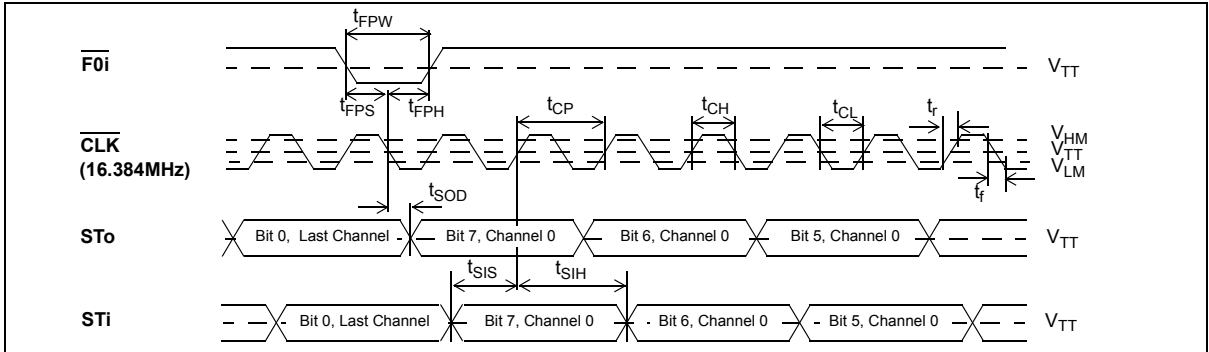 tFPW
F0i
VTT
tFPS
tFPH
tCP
tCH
tCL
tr
CLK
(16.384MHz)
VHM
VTT
VLM
tf
tSOD
STo
Bit 0, Last Channel
Bit 7, Channel 0
Bit 6, Channel 0
Bit 5, Channel 0
VTT
tSIS
tSIH
STi
Bit 0, Last Channel
Bit 7, Channel 0
Bit 6, Channel 0
Bit 5, Channel 0
VTT